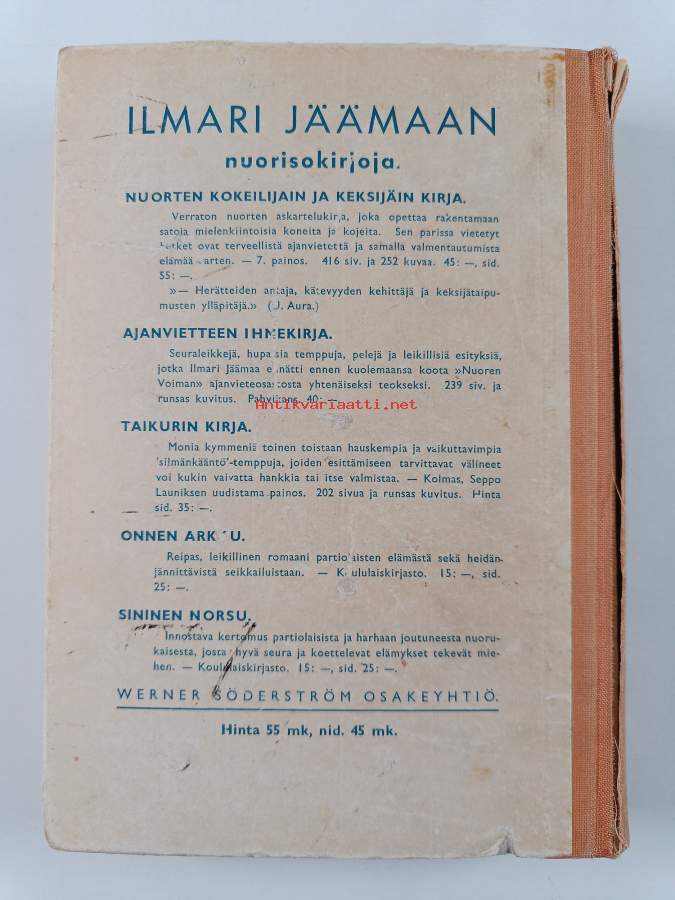 ILMARI JÄÄMAAN
nuorisokirjoja.
NUORTEN KOKEILIJAIN JA KEKSIJÄIN KIRJA.
Verraton nuorten askartelukirja, joka opettaa rakentamaan
satoja mielenkiintoisia koneita ja kojeita. Sen parissa vietetyt
hetket ovat terveellistä ajanvietettä ja samalla valmentautumista
elämää varten. — 7. painos. 416 siv. ja 252 kuvaa. 45: —, sid.
55: —.
»— Herätteiden antaja, kätevyyden kehittäjä ja keksijätaipu-
musten ylläpitäjä.» (U. Aura.)
AJANVIETTEEN IHMEKIRJA.
Seuraleikkejä, hupaisia temppuja, pelejä ja leikillisiä esityksiä,
jotka Ilmari Jäämaa ennätti ennen kuolemaansa koota »Nuoren
Voiman» ajanvieteosastosta yhtenäiseksi teokseksi. 239 siv. ja
runsas kuvitus. Pahvikans. 40: —.
Antikvariaatti.net
TAIKURIN KIRJA.
Monia kymmeniä toinen toistaan hauskempia ja vaikuttavimpia
'silmänkääntö'-temppuja, joiden esittämiseen tarvittavat välineet
voi kukin vaivatta hankkia tai itse valmistaa. — Kolmas, Seppo
Launiksen uudistama painos. 202 sivua ja runsas kuvitus. Hinta
sid. 35: —.
ONNEN ARKKU.
Reipas, leikillinen romaani partiolaisten elämästä sekä heidän
jännittävistä seikkailuistaan. — Koululaiskirjasto. 15: —, sid.
25: —.
SININEN NORSU.
Innostava kertomus partiolaisista ja harhaan joutuneesta nuoru-
kaisesta, josta hyvä seura ja koettelevat elämykset tekevät mie-
hen. — Koululaiskirjasto. 15: —, sid. 25: —.
WERNER SÖDERSTRÖM OSAKEYHTIÖ.
Hinta 55 mk, nid. 45 mk.